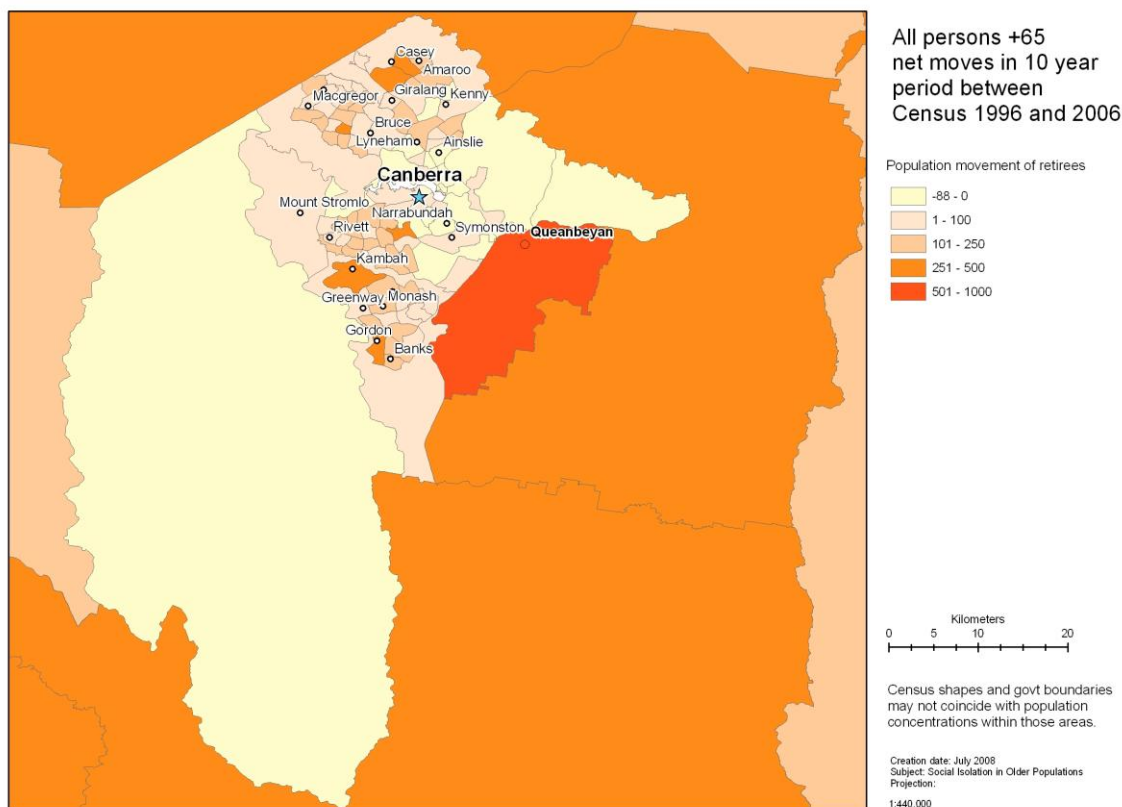 All persons +65
net moves in 10 year
period between
Census 1996 and 2006
Population movement of retirees
-88 - 0
1 - 100
101 - 250
251 - 500
501 - 1000
Casey
Amaroo
Macgregor
Giralang
Kenny
Bruce
Lyneham
Ainslie
Canberra
Mount Stromlo
Narrabundah
Rivett
Symonston
Queanbeyan
Kambah
Greenway
Monash
Gordon
Banks
Kilometers
0 5 10 20
Census shapes and govt boundaries
may not coincide with population
concentrations within those areas.
Creation date: July 2008
Subject: Social Isolation in Older Populations
Projection:
1:440,000